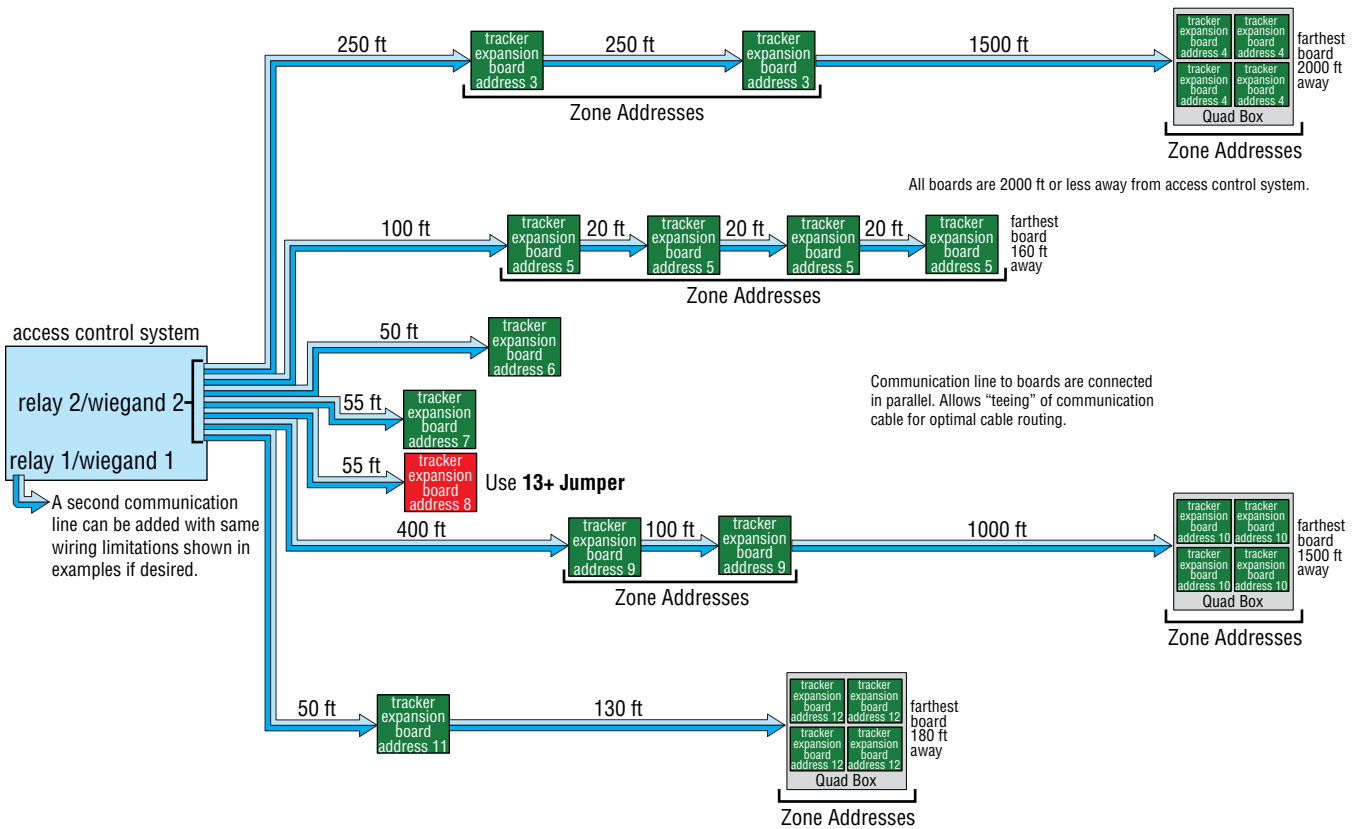 250 ft
tracker
expansion
board
address 3
250 ft
tracker
expansion
board
address 3
1500 ft
tracker
expansion
board
address 4
tracker
expansion
board
address 4
tracker
expansion
board
address 4
tracker
expansion
board
address 4
Quad Box
farthest
board
2000 ft
away
Zone Addresses
Zone Addresses
All boards are 2000 ft or less away from access control system.
100 ft
tracker
expansion
board
address 5
20 ft
tracker
expansion
board
address 5
20 ft
tracker
expansion
board
address 5
20 ft
tracker
expansion
board
address 5
farthest
board
160 ft
away
Zone Addresses
access control system
relay 2/wiegand 2
relay 1/wiegand 1
A second communication
line can be added with same
wiring limitations shown in
examples if desired.
50 ft
tracker
expansion
board
address 6
55 ft
tracker
expansion
board
address 7
55 ft
tracker
expansion
board
address 8
Use 13+ Jumper
Communication line to boards are connected
in parallel. Allows “teeing” of communication
cable for optimal cable routing.
400 ft
tracker
expansion
board
address 9
100 ft
tracker
expansion
board
address 9
1000 ft
tracker
expansion
board
address 10
tracker
expansion
board
address 10
tracker
expansion
board
address 10
tracker
expansion
board
address 10
Quad Box
farthest
board
1500 ft
away
Zone Addresses
Zone Addresses
50 ft
tracker
expansion
board
address 11
130 ft
tracker
expansion
board
address 12
tracker
expansion
board
address 12
tracker
expansion
board
address 12
tracker
expansion
board
address 12
Quad Box
farthest
board
180 ft
away
Zone Addresses